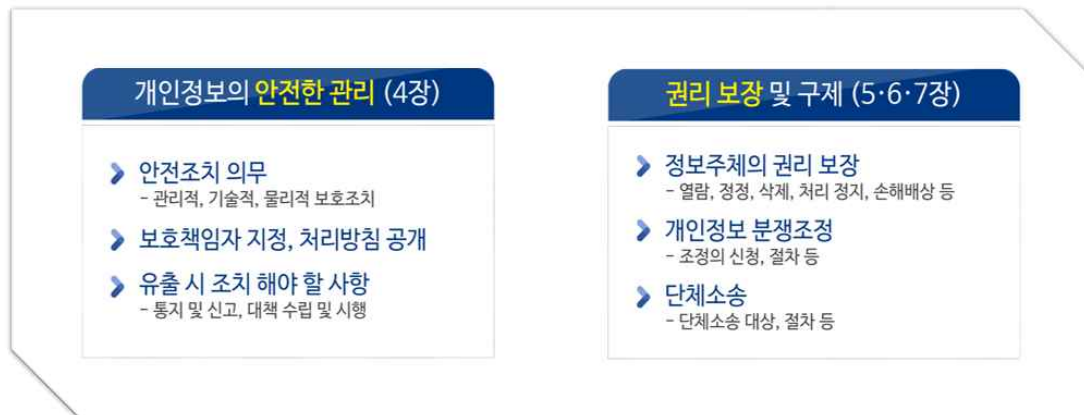 개인정보의 안전한 관리 (4장)
안전조치 의무
- 관리적, 기술적, 물리적 보호조치
보호책임자 지정, 처리방침 공개
유출 시 조치 해야 할 사항
- 통지 및 신고, 대책 수립 및 시행
권리 보장 및 구제 (5·6·7장)
정보주체의 권리 보장
- 열람, 정정, 삭제, 처리 정지, 손해배상 등
개인정보 분쟁조정
- 조정의 신청, 절차 등
단체소송
- 단체소송 대상, 절차 등